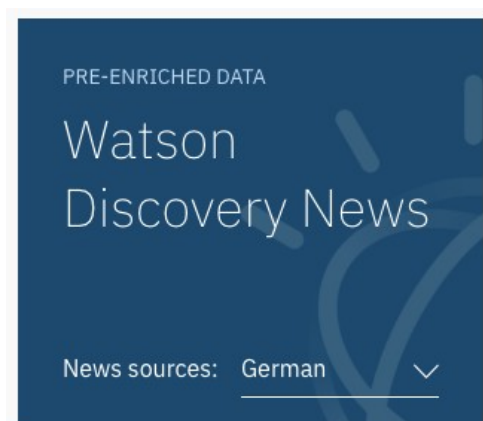 PRE-ENRICHED DATA
Watson
Discovery News
News sources: German